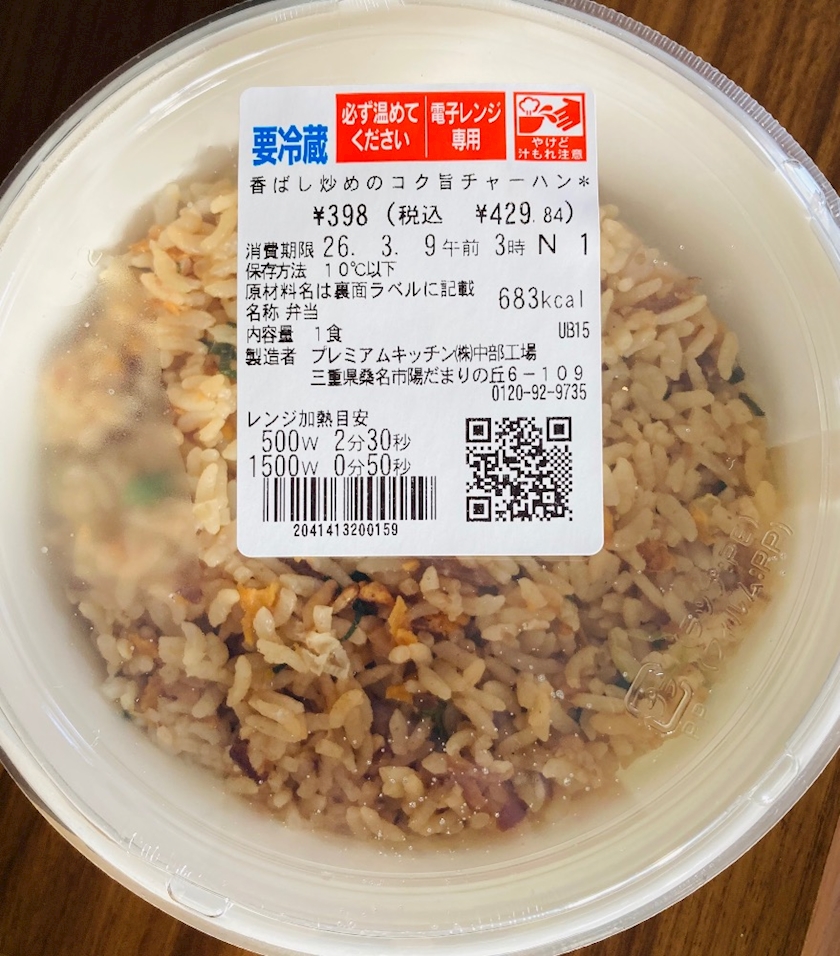 要冷蔵
必ず温めて
ください
電子レンジ
専用
やけど
汁もれ注意
香ばし炒めのコク旨チャーハン*
¥398 (税込 ¥429.84)
消費期限 26. 3. 9午前 3時 N 1
保存方法 10℃以下
原材料名は裏面ラベルに記載
683kcal
名称 弁当
内容量 1食
UB15
製造者 プレミアムキッチン㈱中部工場
三重県桑名市陽だまりの丘6-109
0120-92-9735
レンジ加熱目安
500W 2分30秒
1500W 0分50秒
2041413200159
プラ